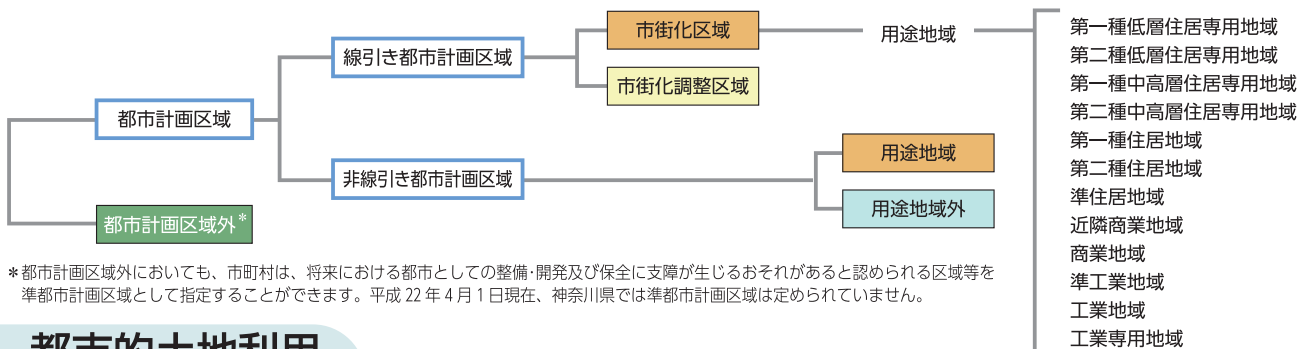 市街化区域
用途地域
線引き都市計画区域
市街化調整区域
都市計画区域
非線引き都市計画区域
用途地域
用途地域外
都市計画区域外*
第一種低層住居専用地域
第二種低層住居専用地域
第一種中高層住居専用地域
第二種中高層住居専用地域
第一種住居地域
第二種住居地域
準住居地域
近隣商業地域
商業地域
準工業地域
工業地域
工業専用地域
*都市計画区域外においても、市町村は、将来における都市としての整備・開発及び保全に支障が生じるおそれがあると認められる区域等を
準都市計画区域として指定することができます。平成22年4月1日現在、神奈川県では準都市計画区域は定められていません。
都市的土地利用